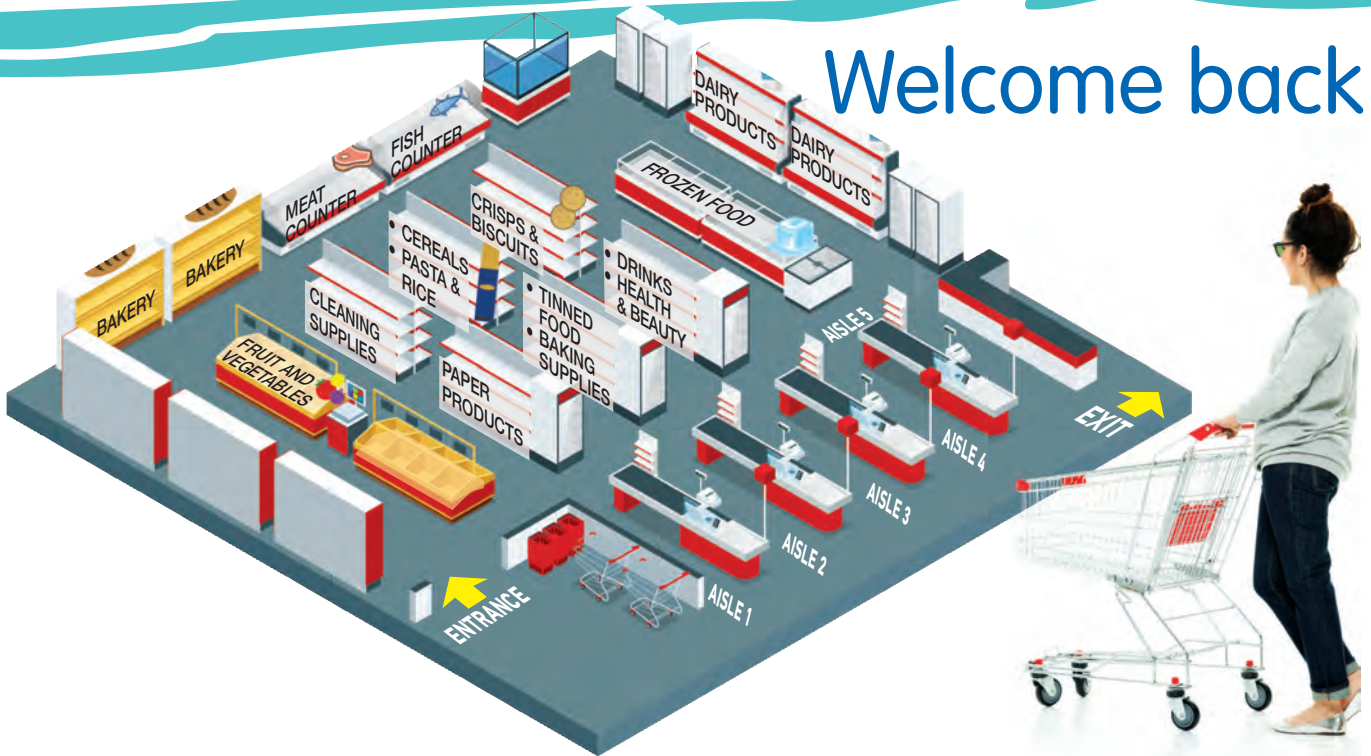 Welcome back
DAIRY
PRODUCTS
DAIRY
PRODUCTS
FISH
COUNTER
MEAT
COUNTER
FROZEN FOOD
CRISPS &
BISCUITS
• CEREALS
• PASTA &
RICE
• DRINKS
• HEALTH
& BEAUTY
BAKERY
BAKERY
CLEANING
SUPPLIES
• TINNED
FOOD
• BAKING
SUPPLIES
FRUIT AND
VEGETABLES
PAPER
PRODUCTS
AISLE 5
AISLE 4
AISLE 3
AISLE 2
AISLE 1
EXIT
ENTRANCE